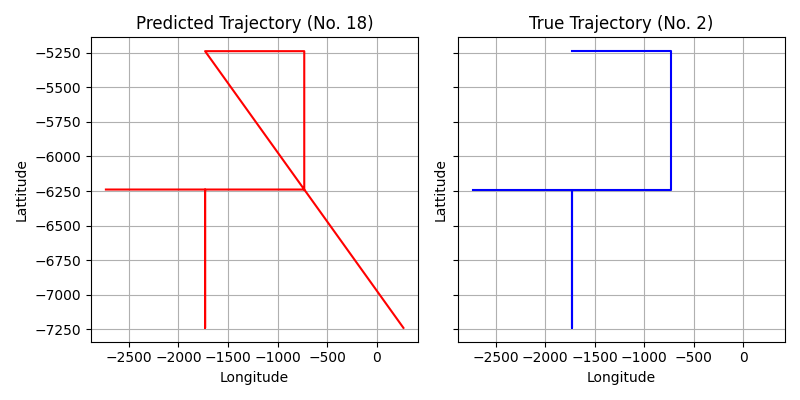 Predicted Trajectory (No. 18)
True Trajectory (No. 2)
Lattitude
−5250
−5500
−5750
−6000
−6250
−6500
−6750
−7000
−7250
−2500 −2000 −1500 −1000 −500 0
Longitude
Lattitude
−2500 −2000 −1500 −1000 −500 0
Longitude